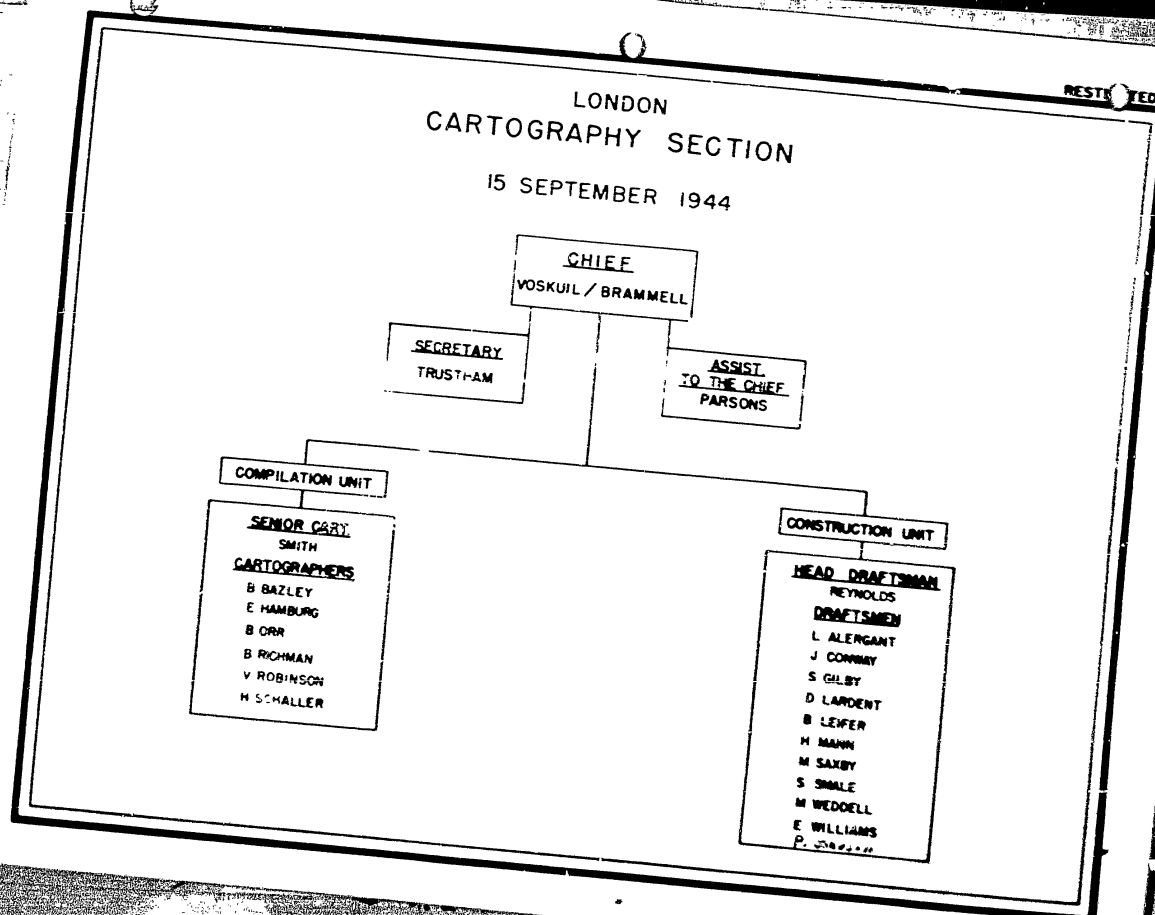 LONDON
CARTOGRAPHY SECTION
15 SEPTEMBER 1944
CHIEF
VOSKUIL / BRAMMELL
SECRETARY
TRUSTHAM
ASSIST.
TO THE CHIEF
PARSONS
COMPILATION UNIT
SENIOR CART.
SMITH
CARTOGRAPHERS
B BAZLEY
E HAMBURG
B ORR
B RICHMAN
V ROBINSON
H SCHALLER
CONSTRUCTION UNIT
HEAD DRAFTSMAN
REYNOLDS
DRAFTSMEN
L ALERGANT
J CONWAY
S GILBY
D LARDENT
B LEIFER
H MANN
M SAXBY
S SMALE
M WEDDELL
E WILLIAMS
P.